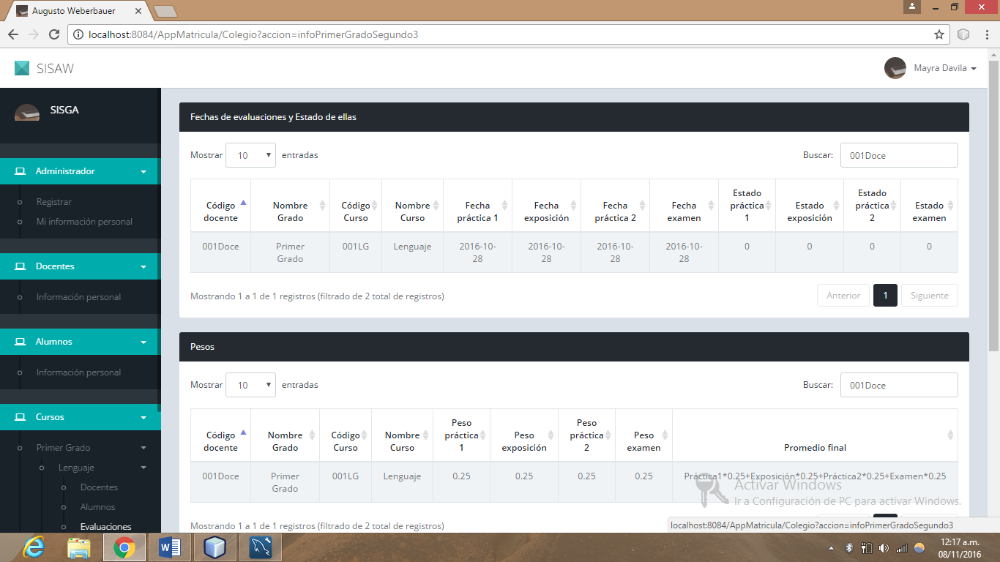 Augusto Weberbauer
localhost:8084/AppMatricula/Colegio?accion=infoPrimerGradoSegundo3
SISAW
Mayra Davila
SISGA
Administrador
Registrar
Mi información personal
Docentes
Información personal
Alumnos
Información personal
Cursos
Primer Grado
Lenguaje
Docentes
Alumnos
Evaluaciones
Fechas de evaluaciones y Estado de ellas
Mostrar 10 entradas
Buscar: 001Doce
Código docente Nombre Grado Código Curso Nombre Curso Fecha práctica 1 Fecha exposición Fecha práctica 2 Fecha examen Estado práctica 1 Estado exposición Estado práctica 2 Estado examen
001Doce Primer Grado 001LG Lenguaje 2016-10-28 2016-10-28 2016-10-28 2016-10-28 0 0 0 0
Mostrando 1 a 1 de 1 registros (filtrado de 2 total de registros)
Anterior 1 Siguiente
Pesos
Mostrar 10 entradas
Buscar: 001Doce
Código docente Nombre Grado Código Curso Nombre Curso Peso práctica 1 Peso exposición Peso práctica 2 Peso examen Promedio final
001Doce Primer Grado 001LG Lenguaje 0.25 0.25 0.25 0.25 Práctica1*0.25+Exposición*0.25+Práctica2*0.25+Examen*0.25
Activar Windows
Ir a Configuración de PC para activar Windows.
Mostrando 1 a 1 de 1 registros (filtrado de 2 total de registros)
localhost:8084/AppMatricula/Colegio?accion=infoPrimerGradoSegundo3
12:17 a.m.
08/11/2016